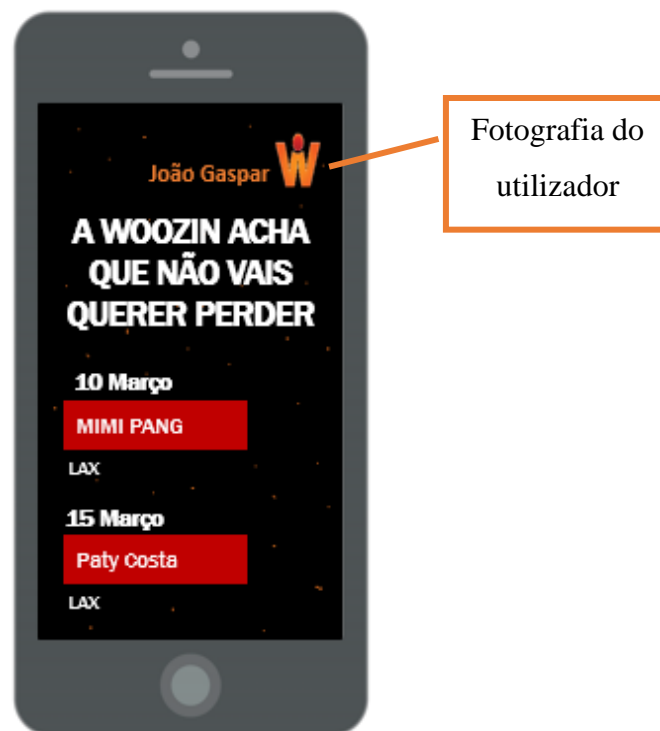 João Gaspar
A WOOZIN ACHA
QUE NÃO VAIS
QUERER PERDER
10 Março
MIMI PANG
LAX
15 Março
Paty Costa
LAX
Fotografia do
utilizador